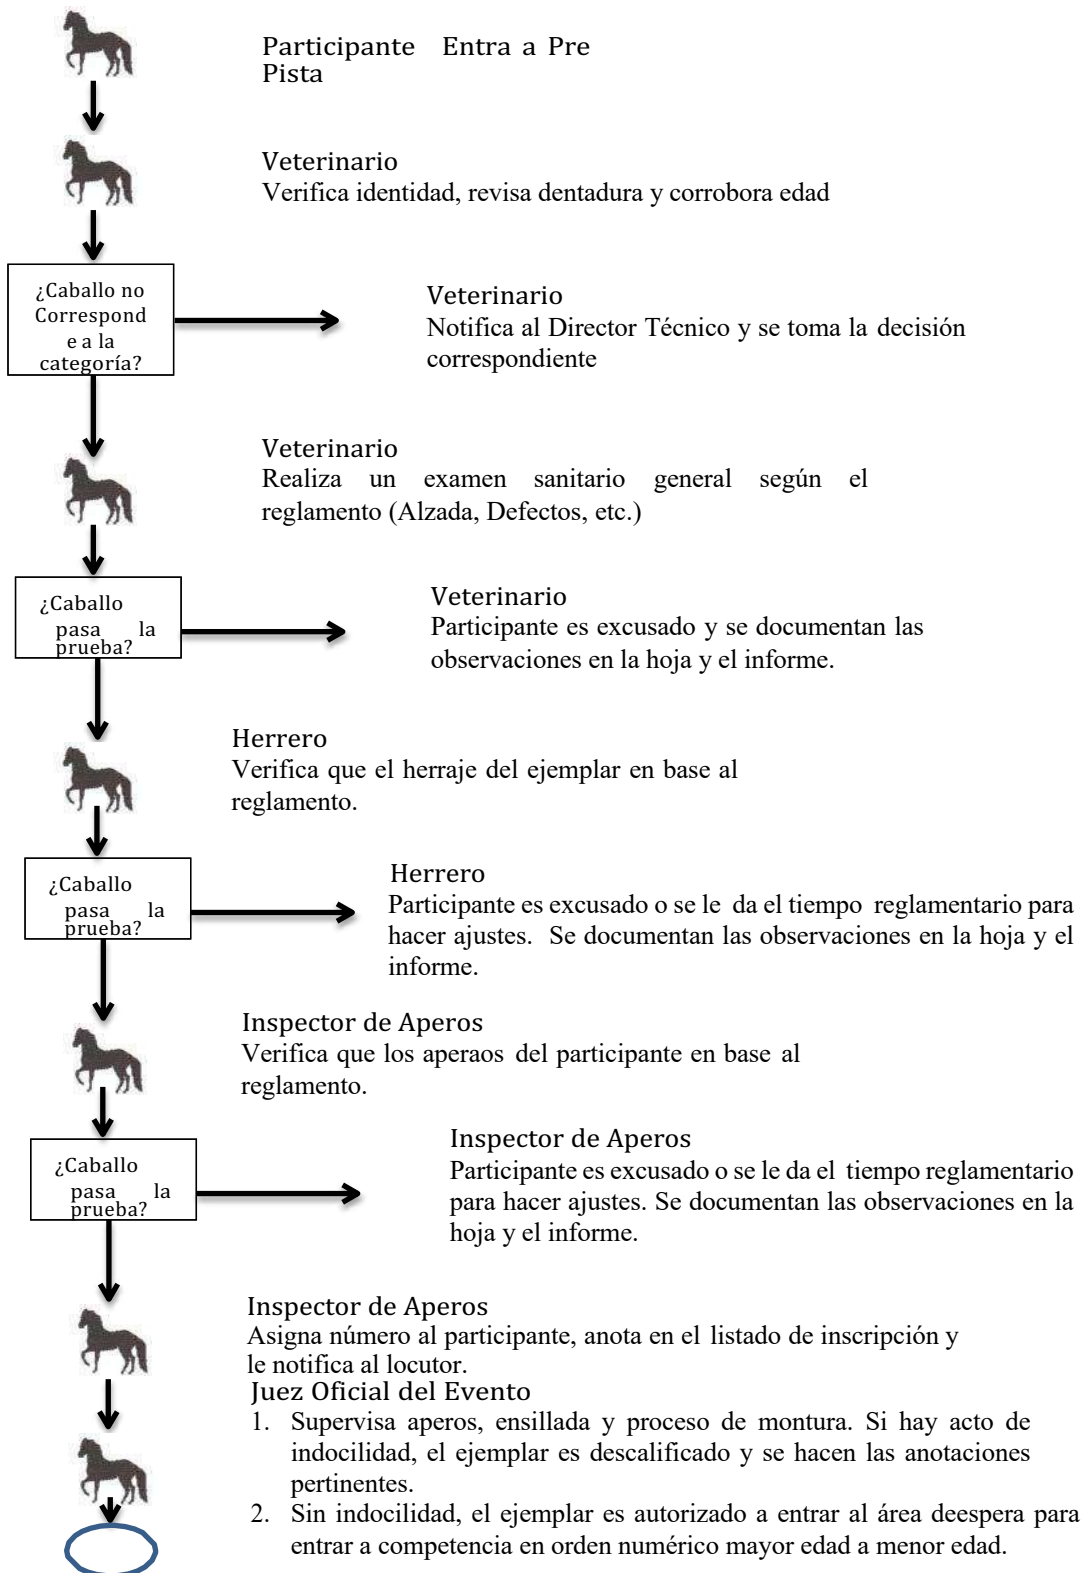 Participante Entra a Pre
Pista
Veterinario
Verifica identidad, revisa dentadura y corrobora edad
¿Caballo no
Correspond
e a la
categoría?
Veterinario
Notifica al Director Técnico y se toma la decisión
correspondiente
Veterinario
Realiza un examen sanitario general según el
reglamento (Alzada, Defectos, etc.)
¿Caballo
pasa la
prueba?
Veterinario
Participante es excusado y se documentan las
observaciones en la hoja y el informe.
Herrero
Verifica que el herraje del ejemplar en base al
reglamento.
¿Caballo
pasa la
prueba?
Herrero
Participante es excusado o se le da el tiempo reglamentario para
hacer ajustes. Se documentan las observaciones en la hoja y el
informe.
Inspector de Aperos
Verifica que los aperaos del participante en base al
reglamento.
¿Caballo
pasa la
prueba?
Inspector de Aperos
Participante es excusado o se le da el tiempo reglamentario
para hacer ajustes. Se documentan las observaciones en la
hoja y el informe.
Inspector de Aperos
Asigna número al participante, anota en el listado de inscripción y
le notifica al locutor.
Juez Oficial del Evento
1. Supervisa aperos, ensillada y proceso de montura. Si hay acto de
indocilidad, el ejemplar es descalificado y se hacen las anotaciones
pertinentes.
2. Sin indocilidad, el ejemplar es autorizado a entrar al área deespera para
entrar a competencia en orden numérico mayor edad a menor edad.